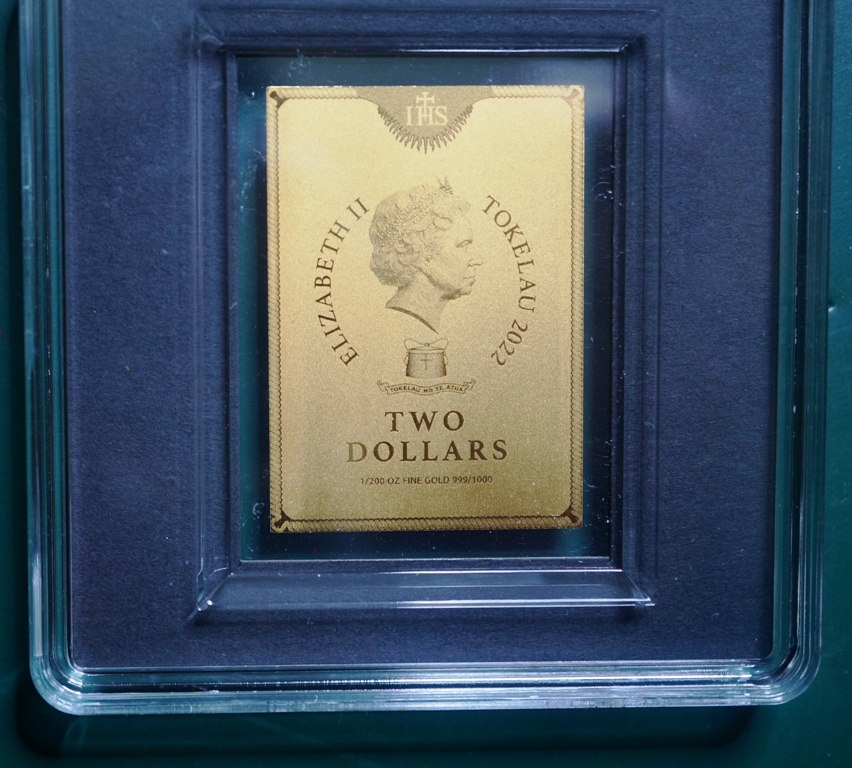 IHS
ELIZABETH II
TOKELAU 2022
TOKELAU MO TE ATUA
TWO
DOLLARS
1/200 OZ FINE GOLD 999/1000